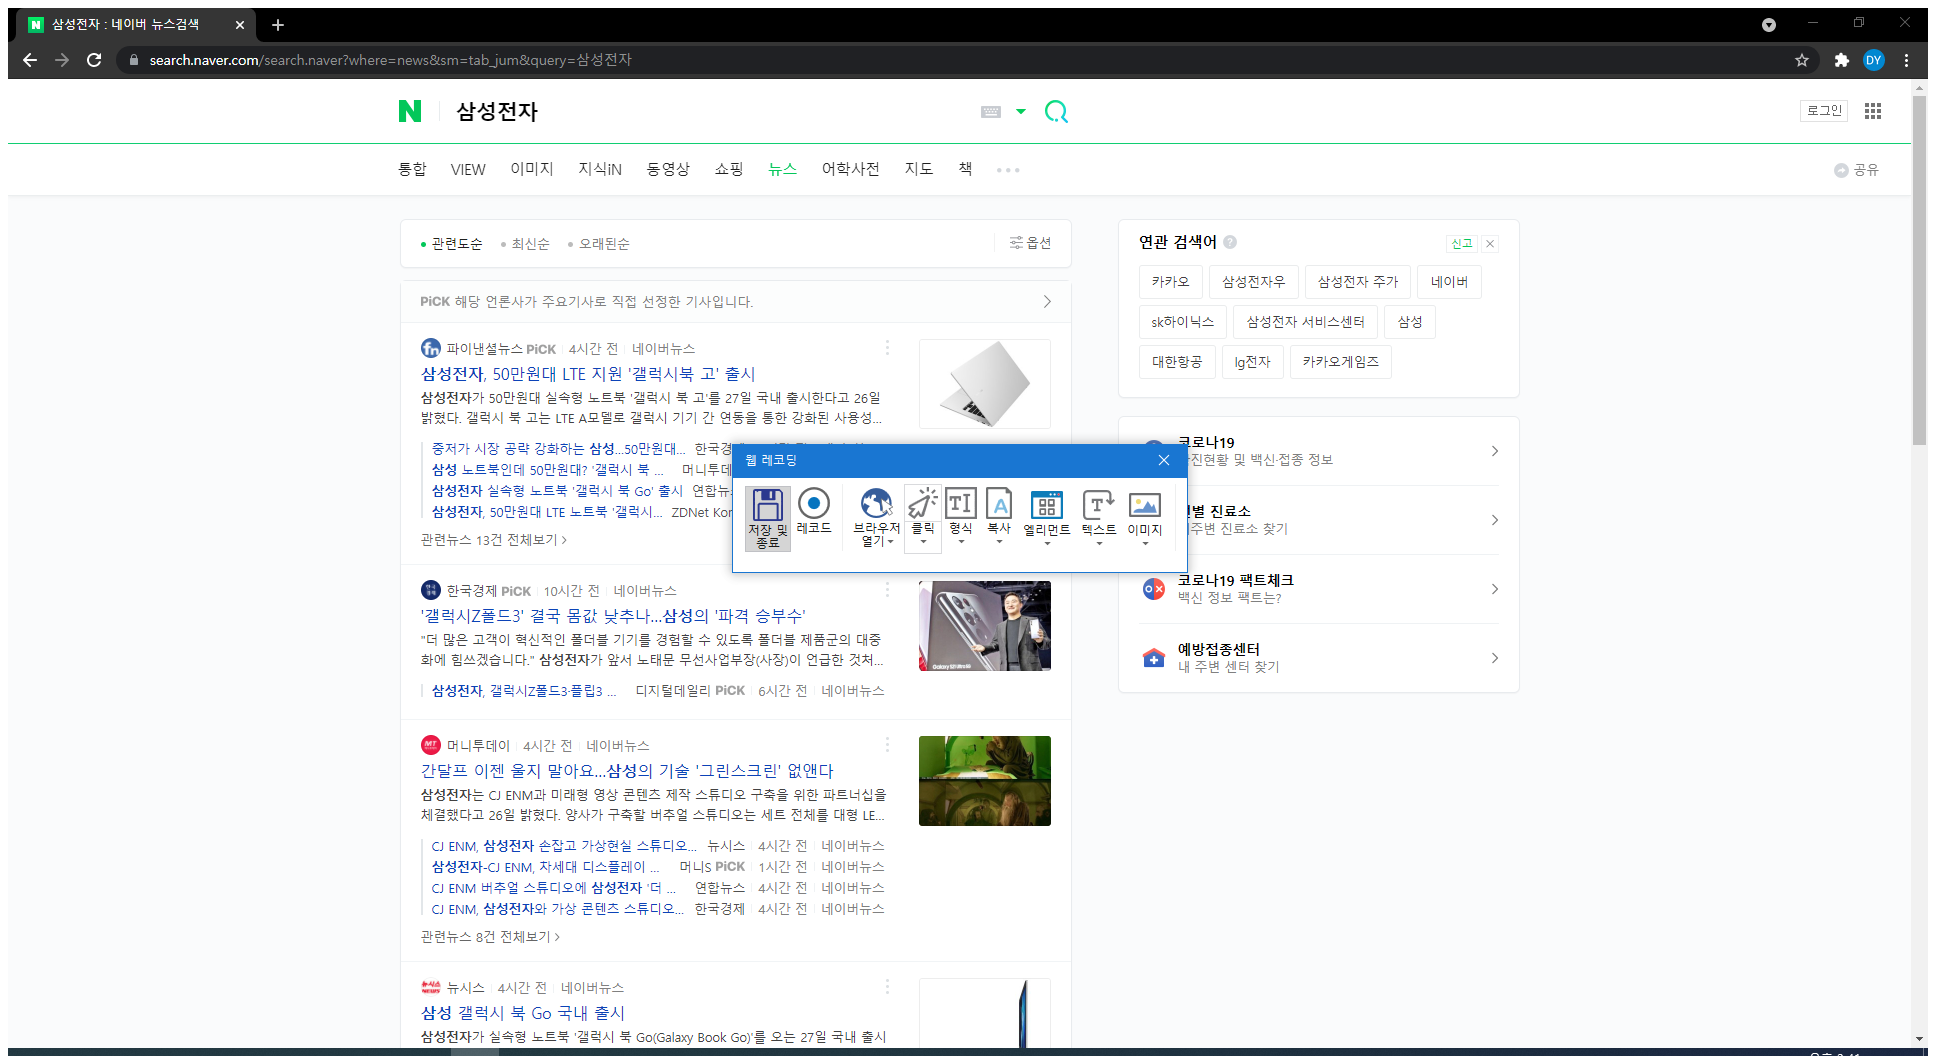 삼성전자 : 네이버 뉴스검색
search.naver.com/search.naver?where=news&sm=tab_jum&query=삼성전자
DY
N 삼성전자
로그인
통합 VIEW 이미지 지식iN 동영상 쇼핑 뉴스 어학사전 지도 책
공유
관련도순 최신순 오래된순 옵션
PiCK 해당 언론사가 주요기사로 직접 선정한 기사입니다.
파이낸셜뉴스 PiCK 4시간 전 네이버뉴스
삼성전자, 50만원대 LTE 지원 '갤럭시북 고' 출시
삼성전자가 50만원대 실속형 노트북 '갤럭시 북 고'를 27일 국내 출시한다고 26일
밝혔다. 갤럭시 북 고는 LTE A모델로 갤럭시 기기 간 연동을 통한 강화된 사용성...
중저가 시장 공략 강화하는 삼성...50만원대... 한국경
삼성 노트북인데 50만원대? '갤럭시 북 ... 머니투데
삼성전자 실속형 노트북 '갤럭시 북 Go' 출시 연합뉴
삼성전자, 50만원대 LTE 노트북 '갤럭시... ZDNet Kor
관련뉴스 13건 전체보기
한국경제 PiCK 10시간 전 네이버뉴스
'갤럭시Z폴드3' 결국 몸값 낮추나...삼성의 '파격 승부수'
"더 많은 고객이 혁신적인 폴더블 기기를 경험할 수 있도록 폴더블 제품군의 대중
화에 힘쓰겠습니다." 삼성전자가 앞서 노태문 무선사업부장(사장)이 언급한 것처...
삼성전자, 갤럭시Z폴드3·플립3 ... 디지털데일리 PiCK 6시간 전 네이버뉴스
Galaxy S21 Ultra 5G
MT 머니투데이 4시간 전 네이버뉴스
간달프 이젠 울지 말아요...삼성의 기술 '그린스크린' 없앤다
삼성전자는 CJ ENM과 미래형 영상 콘텐츠 제작 스튜디오 구축을 위한 파트너십을
체결했다고 26일 밝혔다. 양사가 구축할 버추얼 스튜디오는 세트 전체를 대형 LE...
CJ ENM, 삼성전자 손잡고 가상현실 스튜디오... 뉴시스 4시간 전 네이버뉴스
삼성전자-CJ ENM, 차세대 디스플레이 ... 머니S PiCK 1시간 전 네이버뉴스
CJ ENM 버추얼 스튜디오에 삼성전자 '더 ... 연합뉴스 4시간 전 네이버뉴스
CJ ENM, 삼성전자와 가상 콘텐츠 스튜디오... 한국경제 4시간 전 네이버뉴스
관련뉴스 8건 전체보기
뉴시스 4시간 전 네이버뉴스
삼성 갤럭시 북 Go 국내 출시
삼성전자가 실속형 노트북 '갤럭시 북 Go(Galaxy Book Go)'를 오는 27일 국내 출시
웹 레코딩
저장 및 종료 레코드 브라우저 열기 클릭 형식 복사 엘리먼트 텍스트 이미지
연관 검색어 신고
카카오 삼성전자우 삼성전자 주가 네이버
sk하이닉스 삼성전자 서비스센터 삼성
대한항공 lg전자 카카오게임즈
코로나19
진현황 및 백신·접종 정보
별 진료소
주변 진료소 찾기
코로나19 팩트체크
백신 정보 팩트는?
예방접종센터
내 주변 센터 찾기